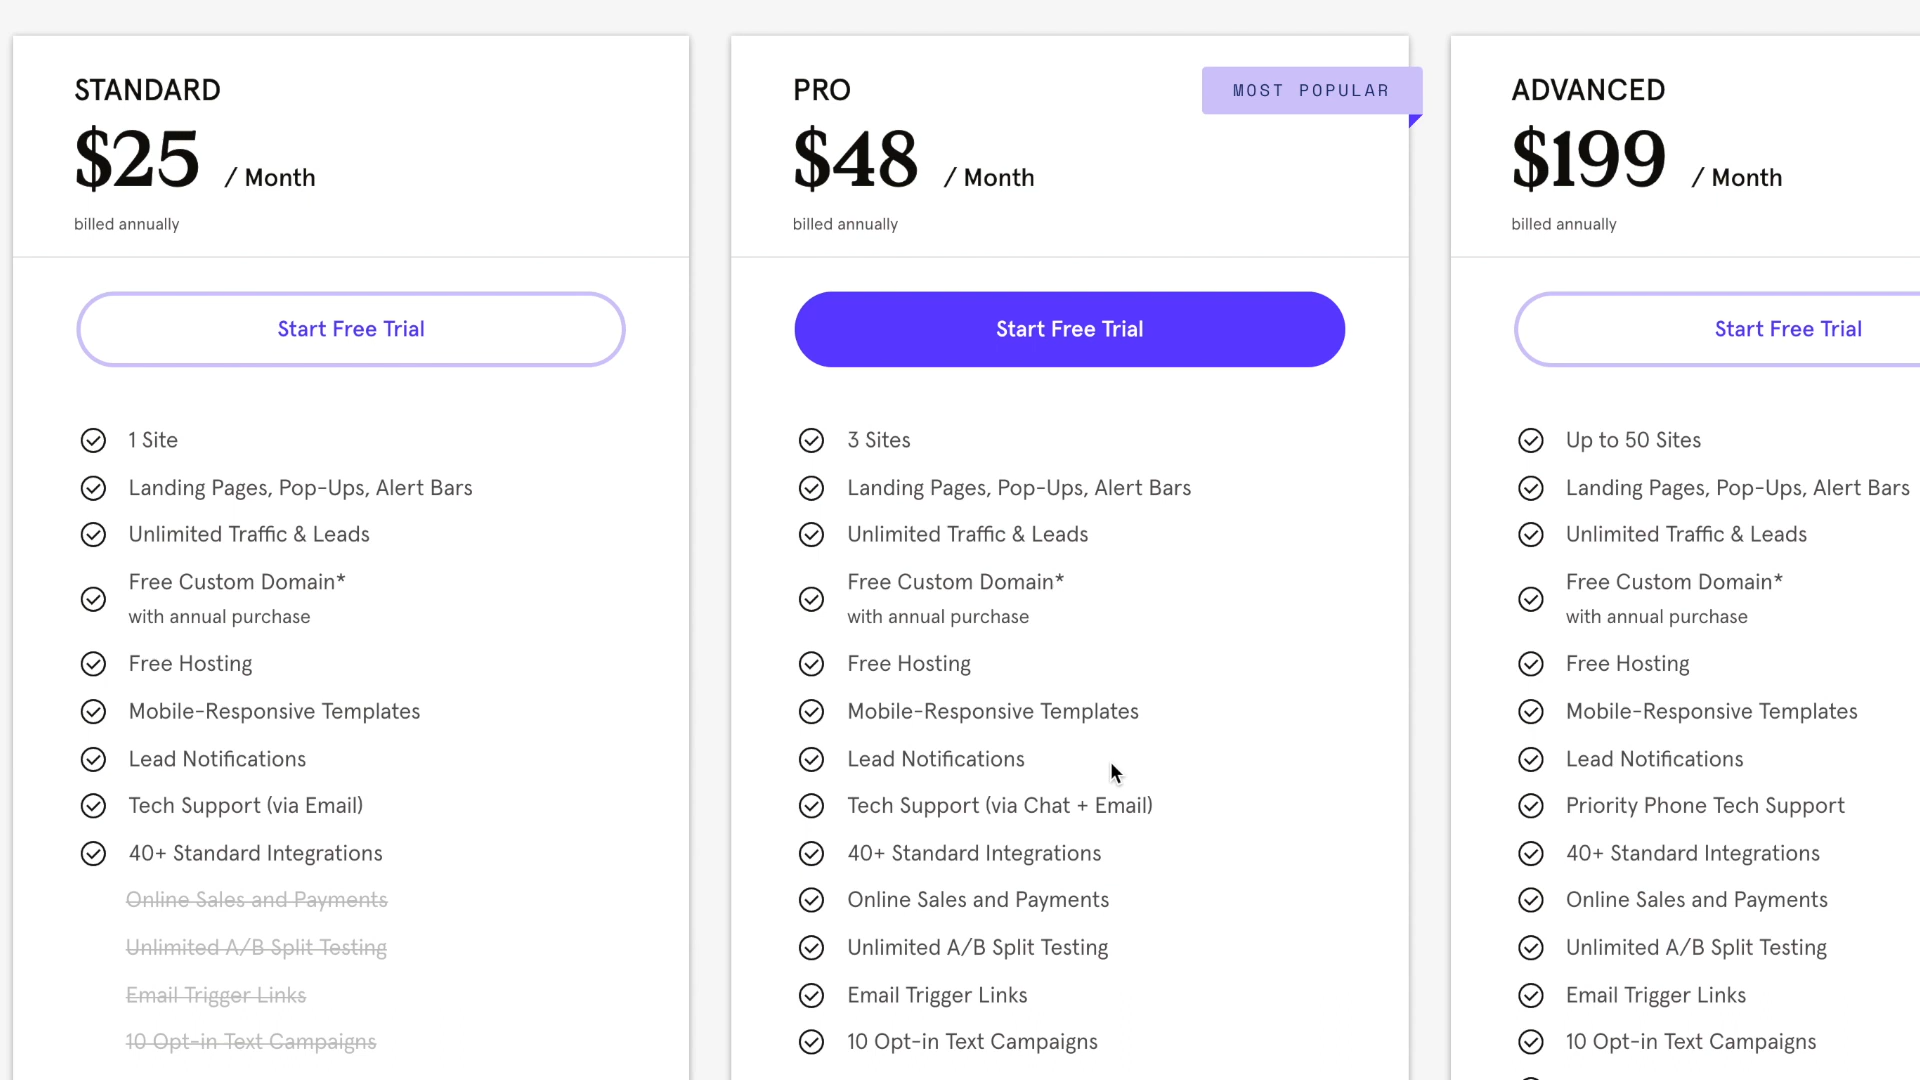 STANDARD
$25 / Month
billed annually
Start Free Trial
1 Site
Landing Pages, Pop-Ups, Alert Bars
Unlimited Traffic & Leads
Free Custom Domain*
with annual purchase
Free Hosting
Mobile-Responsive Templates
Lead Notifications
Tech Support (via Email)
40+ Standard Integrations
Online Sales and Payments
Unlimited A/B Split Testing
Email Trigger Links
10 Opt-in Text Campaigns
PRO
MOST POPULAR
$48 / Month
billed annually
Start Free Trial
3 Sites
Landing Pages, Pop-Ups, Alert Bars
Unlimited Traffic & Leads
Free Custom Domain*
with annual purchase
Free Hosting
Mobile-Responsive Templates
Lead Notifications
Tech Support (via Chat + Email)
40+ Standard Integrations
Online Sales and Payments
Unlimited A/B Split Testing
Email Trigger Links
10 Opt-in Text Campaigns
ADVANCED
$199 / Month
billed annually
Start Free Trial
Up to 50 Sites
Landing Pages, Pop-Ups, Alert Bars
Unlimited Traffic & Leads
Free Custom Domain*
with annual purchase
Free Hosting
Mobile-Responsive Templates
Lead Notifications
Priority Phone Tech Support
40+ Standard Integrations
Online Sales and Payments
Unlimited A/B Split Testing
Email Trigger Links
10 Opt-in Text Campaigns